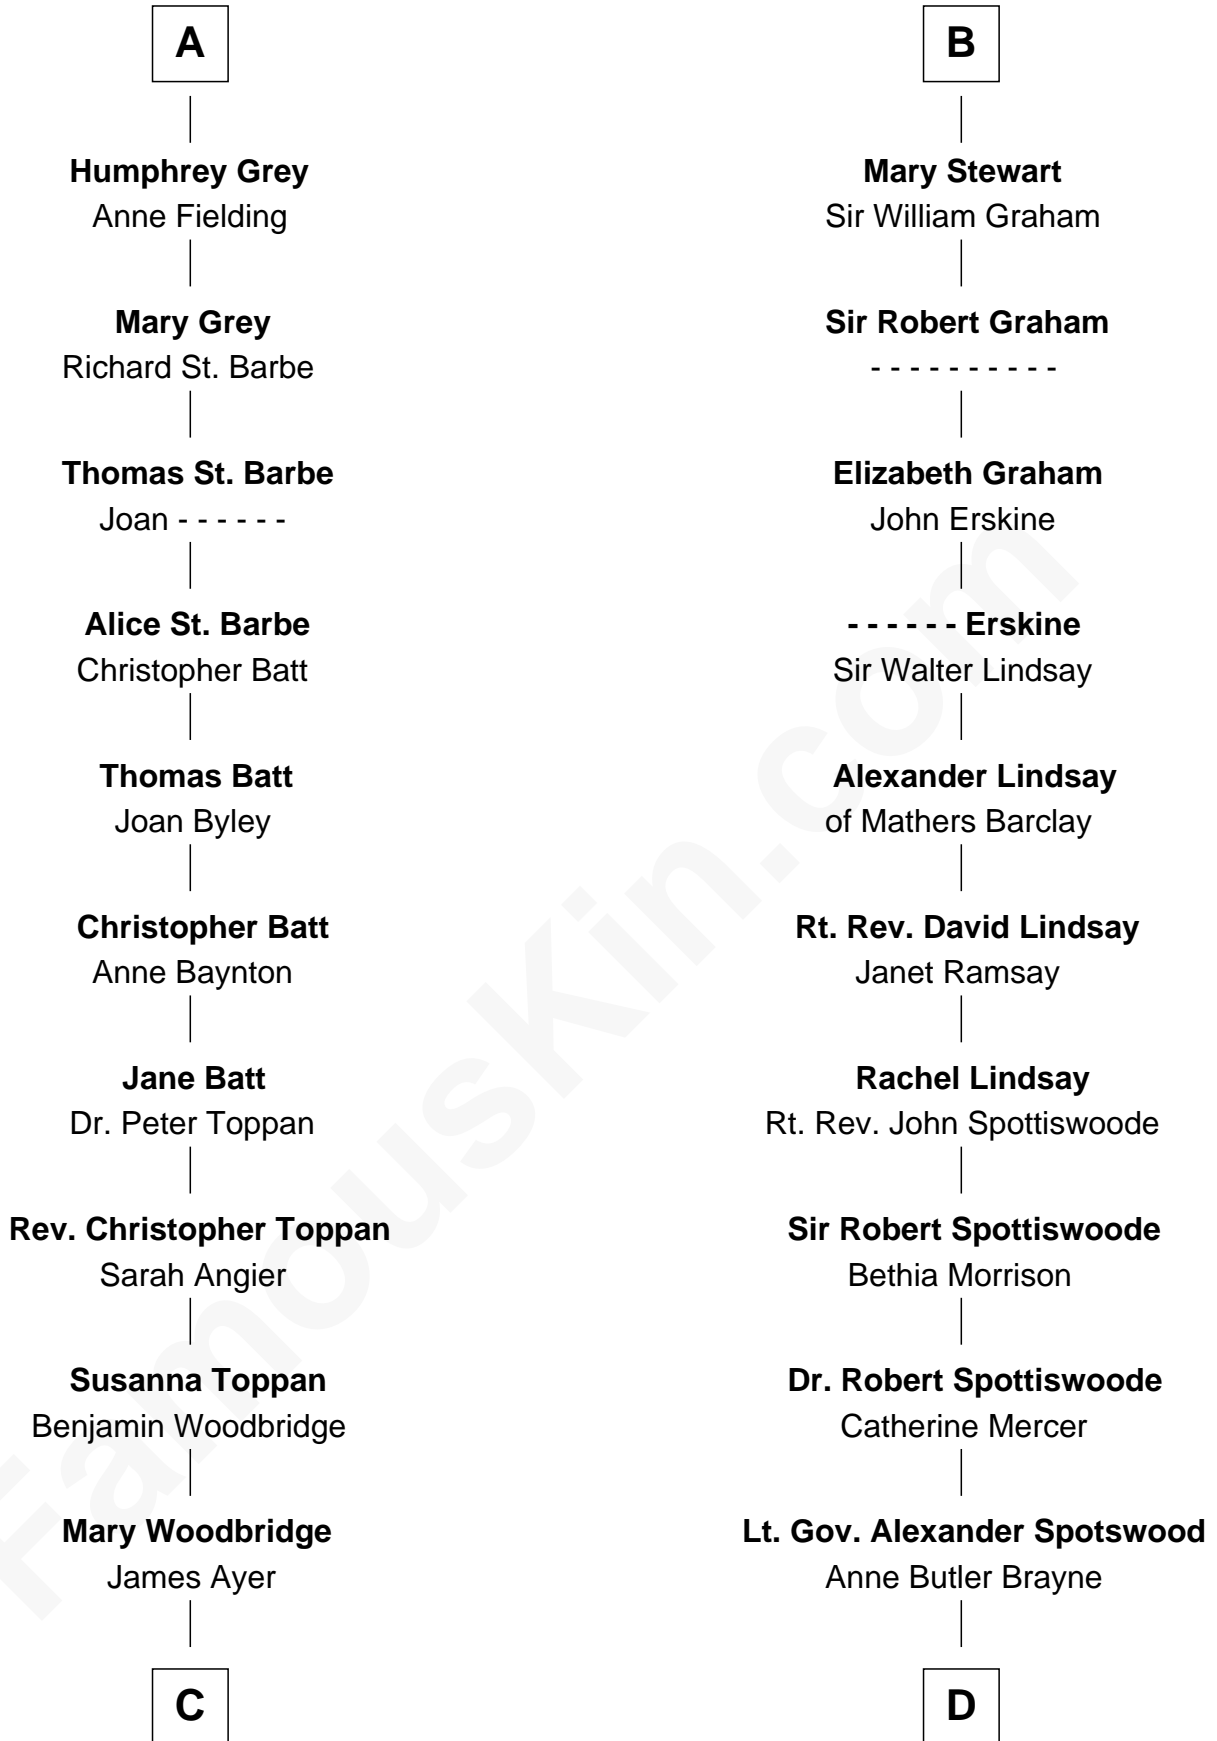 A
Humphrey Grey
Anne Fielding
Mary Grey
Richard St. Barbe
Thomas St. Barbe
Joan - - - - - -
Alice St. Barbe
Christopher Batt
Thomas Batt
Joan Byley
Christopher Batt
Anne Baynton
Jane Batt
Dr. Peter Toppan
Rev. Christopher Toppan
Sarah Angier
Susanna Toppan
Benjamin Woodbridge
Mary Woodbridge
James Ayer
C
B
Mary Stewart
Sir William Graham
Sir Robert Graham
- - - - - - - - - -
Elizabeth Graham
John Erskine
- - - - - - Erskine
Sir Walter Lindsay
Alexander Lindsay
of Mathers Barclay
Rt. Rev. David Lindsay
Janet Ramsay
Rachel Lindsay
Rt. Rev. John Spottiswoode
Sir Robert Spottiswoode
Bethia Morrison
Dr. Robert Spottiswoode
Catherine Mercer
Lt. Gov. Alexander Spotswood
Anne Butler Brayne
D
FamousKin.com